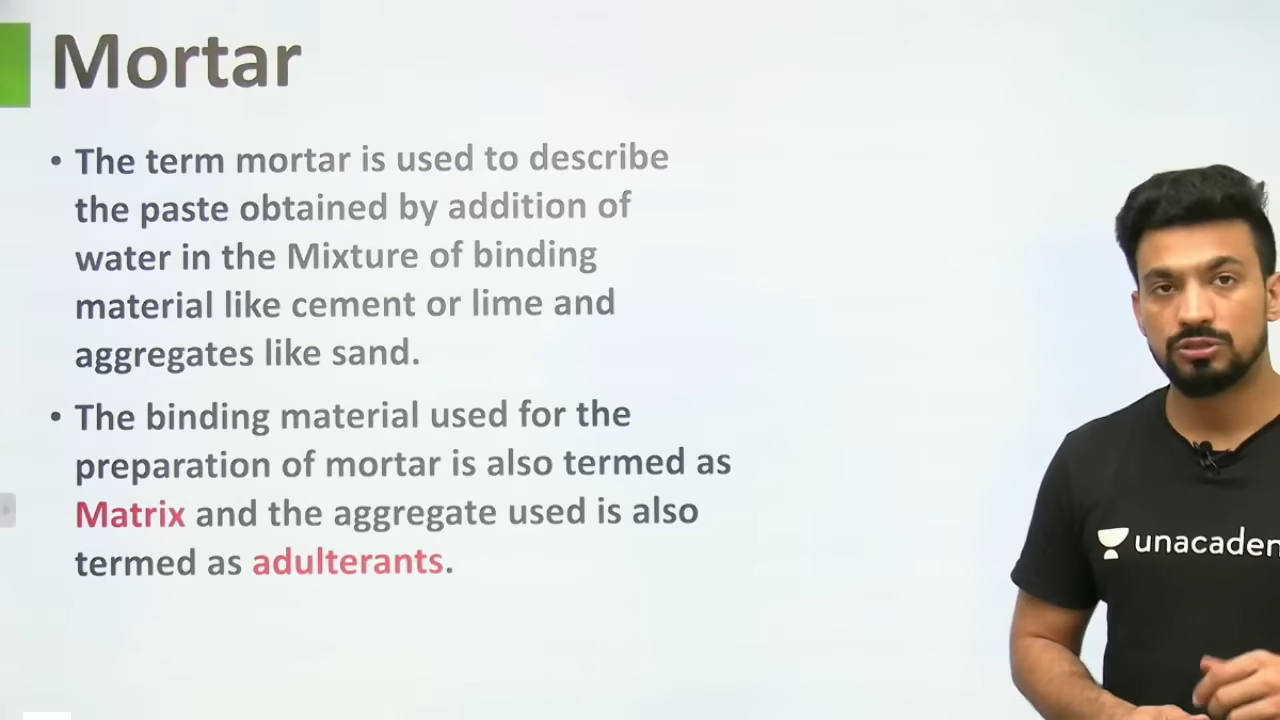 Mortar
• The term mortar is used to describe
the paste obtained by addition of
water in the Mixture of binding
material like cement or lime and
aggregates like sand.
• The binding material used for the
preparation of mortar is also termed as
Matrix and the aggregate used is also
termed as adulterants.
unacadem